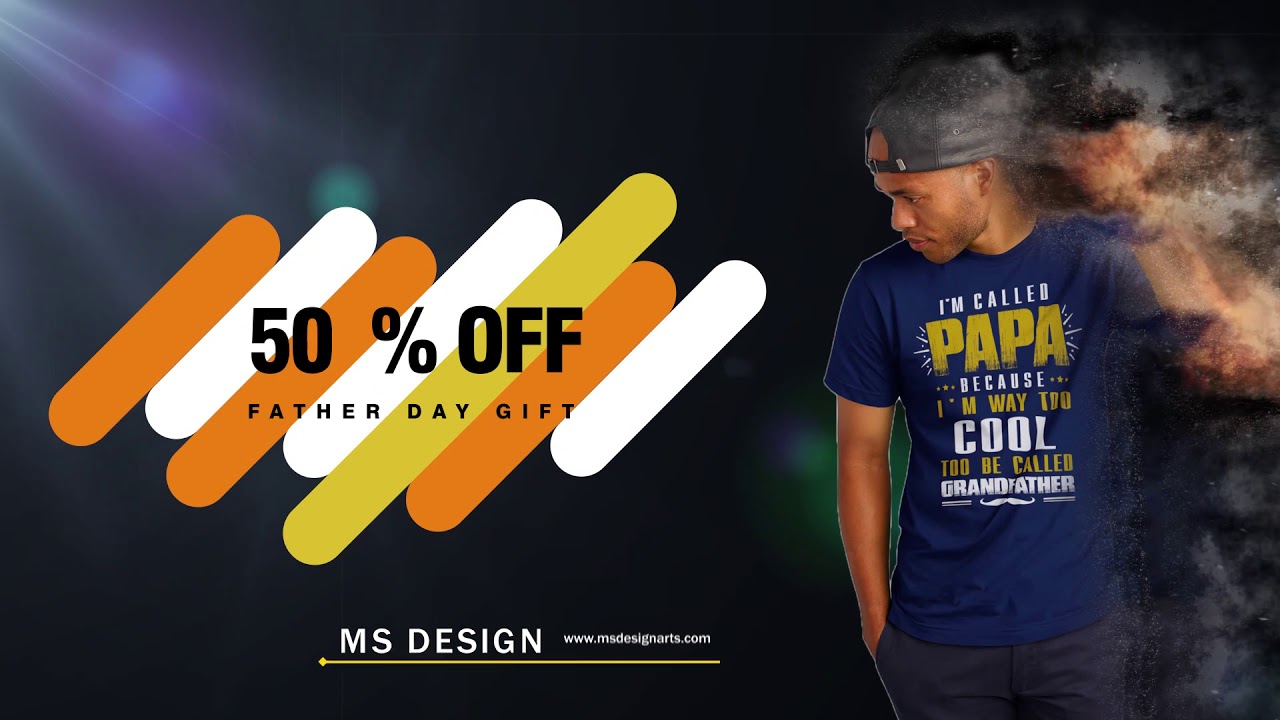 50 % OFF
FATHER DAY GIFT
MS DESIGN
www.msdesignarts.com
I'M CALLED
PAPA
BECAUSE
I'M WAY TOO
COOL
TOO BE CALLED
GRANDFATHER